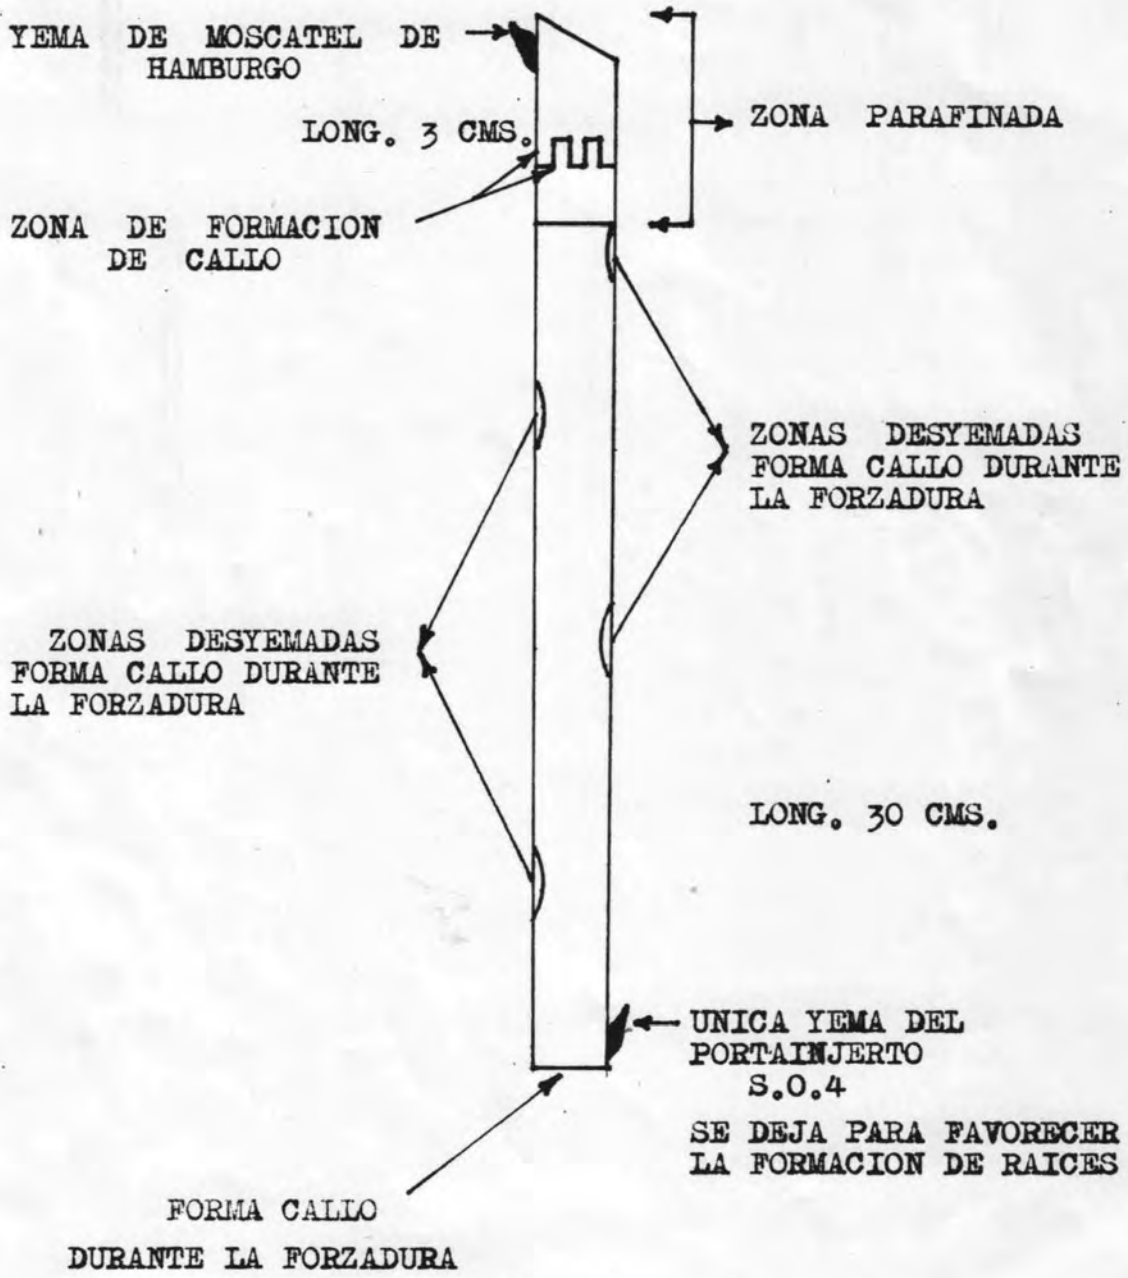 YEMA DE MOSCATEL DE
HAMBURGO
LONG. 3 CMS.
ZONA PARAFINADA
ZONA DE FORMACION
DE CALLO
ZONAS DESYEMADAS
FORMA CALLO DURANTE
LA FORZADURA
ZONAS DESYEMADAS
FORMA CALLO DURANTE
LA FORZADURA
LONG. 30 CMS.
UNICA YEMA DEL
PORTAINJERTO
S.O.4
SE DEJA PARA FAVORECER
LA FORMACION DE RAICES
FORMA CALLO
DURANTE LA FORZADURA